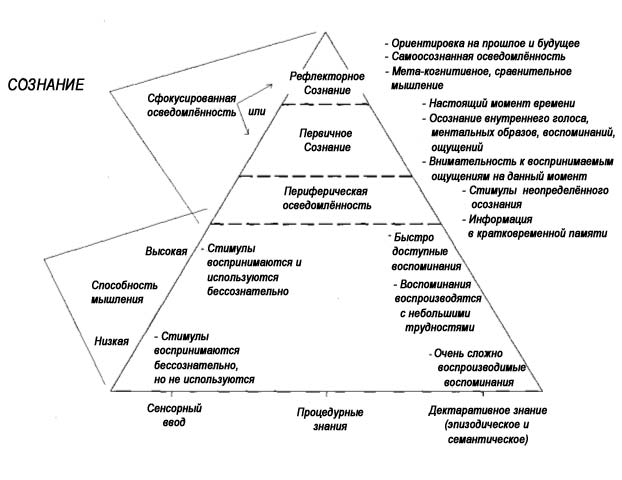 СОЗНАНИЕ
Сфокусированная
осведомлённость
или
Рефлекторное
Сознание
- Ориентировка на прошлое и будущее
- Самоосознанная осведомлённость
- Мета-когнитивное, сравнительное
мышление
Первичное
Сознание
- Настоящий момент времени
- Осознание внутреннего голоса,
ментальных образов, воспоминаний,
ощущений
- Внимательность к воспринимаемым
ощущениям на данный момент
Периферическая
осведомлённость
- Стимулы неопределённого
осознания
- Информация
в кратковременной памяти
Способность
мышления
Высокая
- Стимулы
воспринимаются и
используются
бессознательно
- Быстро
доступные
воспоминания
- Воспоминания
воспроизводятся
с небольшими
трудностями
Низкая
- Стимулы
воспринимаются
бессознательно,
но не используются
- Очень сложно
воспроизводимые
воспоминания
Сенсорный
ввод
Процедурные
знания
Дектаративное знание
(эпизодическое и
семантическое)